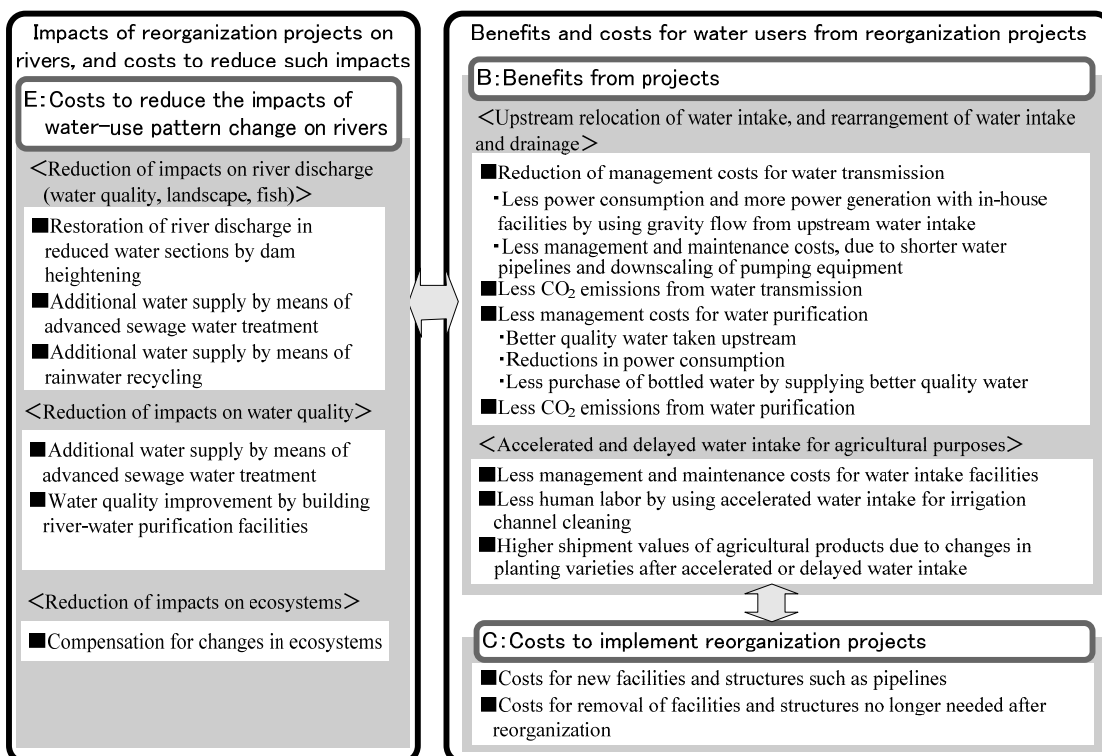 Impacts of reorganization projects on
rivers, and costs to reduce such impacts
E:Costs to reduce the impacts of
water-use pattern change on rivers
<Reduction of impacts on river discharge
(water quality, landscape, fish)>
■Restoration of river discharge in
reduced water sections by dam
heightening
■Additional water supply by means of
advanced sewage water treatment
■Additional water supply by means of
rainwater recycling
<Reduction of impacts on water quality>
■Additional water supply by means of
advanced sewage water treatment
■Water quality improvement by building
river-water purification facilities
<Reduction of impacts on ecosystems>
■Compensation for changes in ecosystems
Benefits and costs for water users from reorganization projects
B:Benefits from projects
<Upstream relocation of water intake, and rearrangement of water intake
and drainage>
■Reduction of management costs for water transmission
・Less power consumption and more power generation with in-house
facilities by using gravity flow from upstream water intake
・Less management and maintenance costs, due to shorter water
pipelines and downscaling of pumping equipment
■Less CO₂ emissions from water transmission
■Less management costs for water purification
・Better quality water taken upstream
・Reductions in power consumption
・Less purchase of bottled water by supplying better quality water
■Less CO₂ emissions from water purification
<Accelerated and delayed water intake for agricultural purposes>
■Less management and maintenance costs for water intake facilities
■Less human labor by using accelerated water intake for irrigation
channel cleaning
■Higher shipment values of agricultural products due to changes in
planting varieties after accelerated or delayed water intake
C:Costs to implement reorganization projects
■Costs for new facilities and structures such as pipelines
■Costs for removal of facilities and structures no longer needed after
reorganization